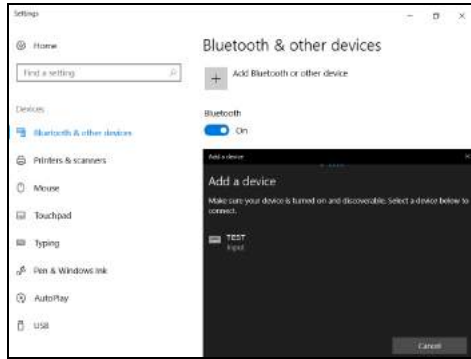 Settings
Home
Find a setting
Devices
Bluetooth & other devices
Printers & scanners
Mouse
Touchpad
Typing
Pen & Windows Ink
AutoPlay
USB
Bluetooth & other devices
Add Bluetooth or other device
Bluetooth
On
Add a device
Add a device
Make sure your device is turned on and discoverable. Select a device below to
connect.
TEST
Input
Cancel